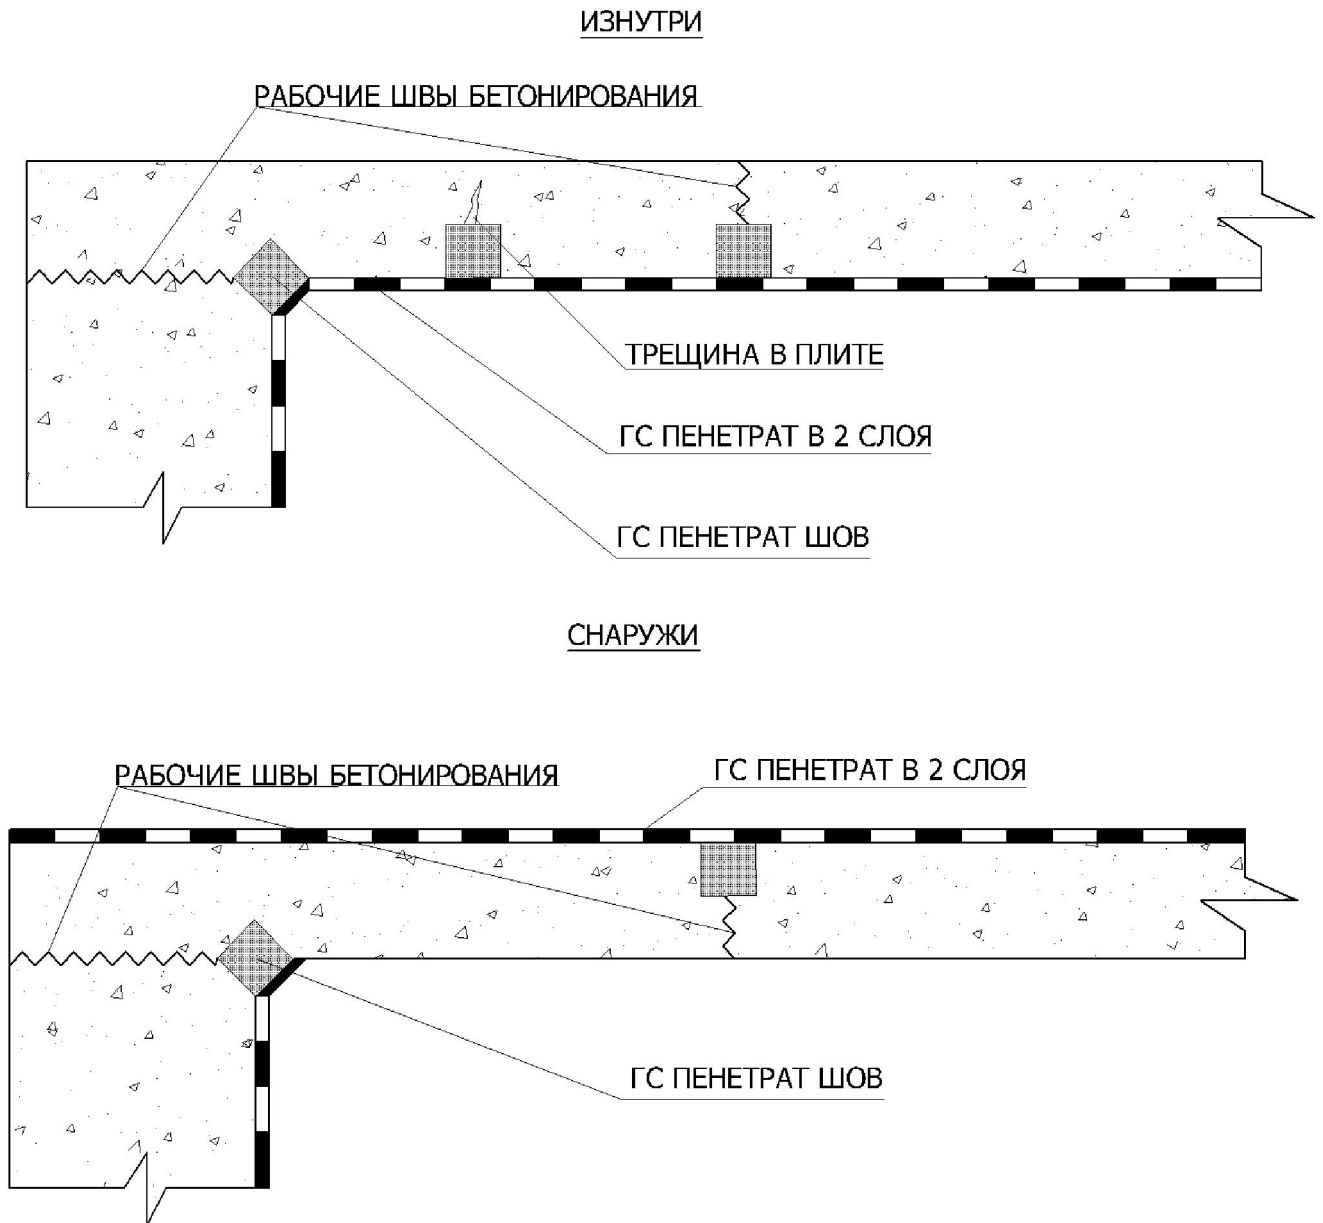 ИЗНУТРИ
РАБОЧИЕ ШВЫ БЕТОНИРОВАНИЯ
ТРЕЩИНА В ПЛИТЕ
ГС ПЕНЕТРАТ В 2 СЛОЯ
ГС ПЕНЕТРАТ ШОВ
СНАРУЖИ
РАБОЧИЕ ШВЫ БЕТОНИРОВАНИЯ
ГС ПЕНЕТРАТ В 2 СЛОЯ
ГС ПЕНЕТРАТ ШОВ